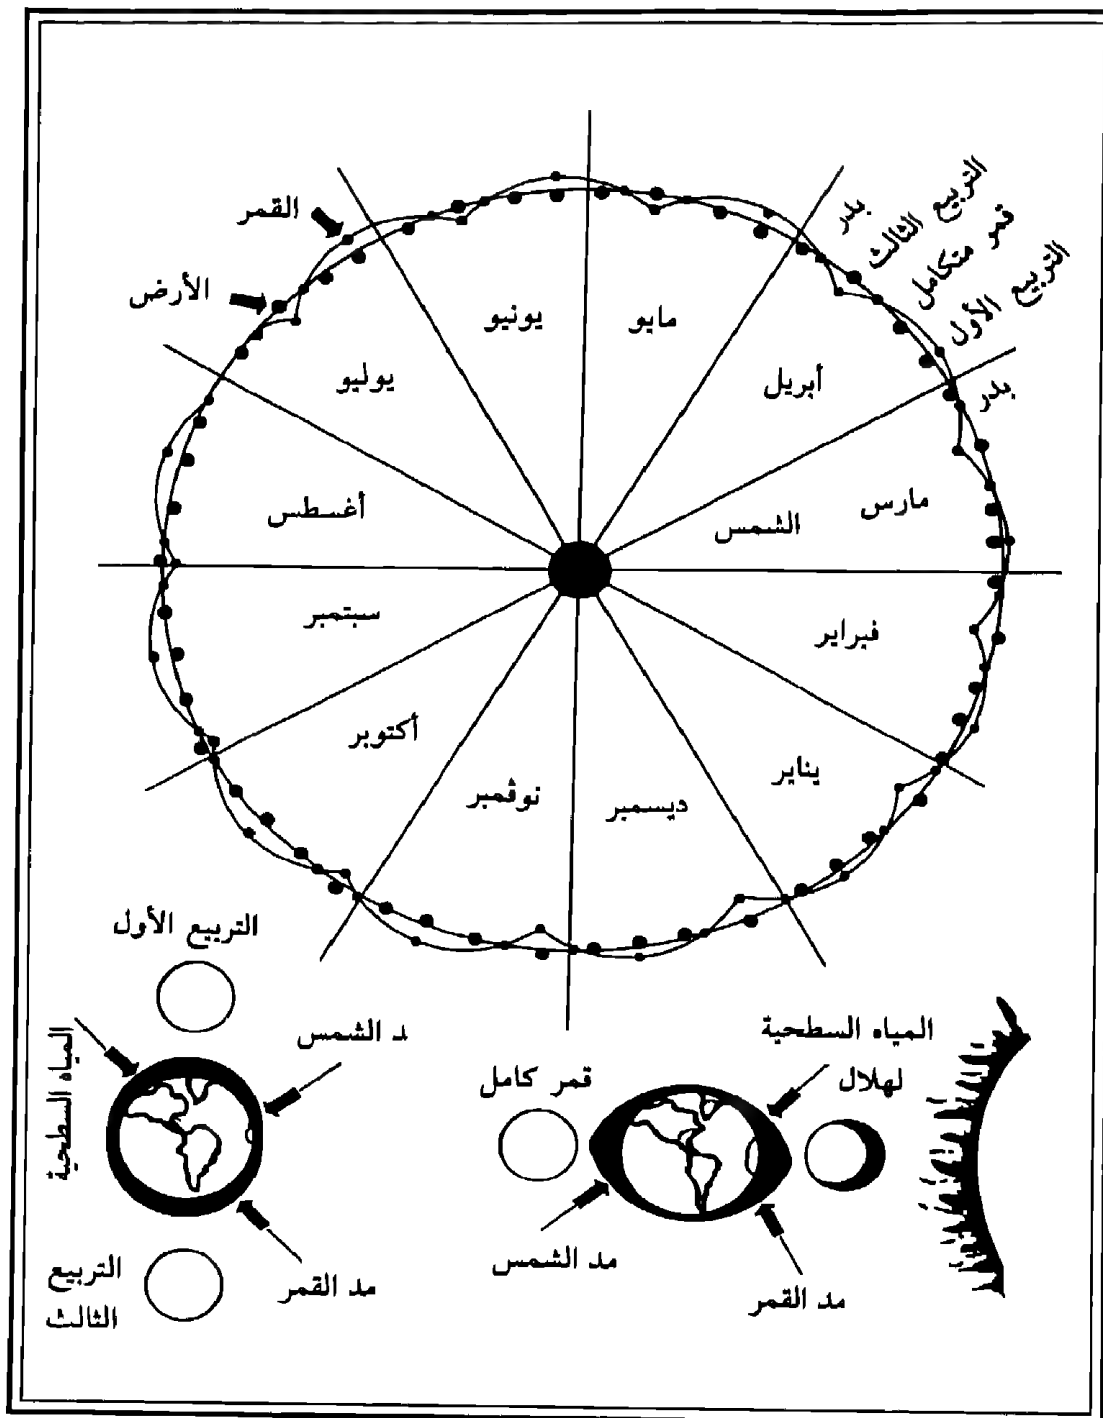 القمر
الأرض
بدر
التربيع الثالث
قمر متكامل
التربيع الأول
بدر
يونيو
مايو
يوليو
أبريل
أغسطس
الشمس
مارس
سبتمبر
فبراير
أكتوبر
يناير
نوڤمبر
ديسمبر
التربيع الأول
المياه السطحية
مد الشمس
مد القمر
التربيع
الثالث
قمر كامل
المياه السطحية
لهلال
مد الشمس
مد القمر